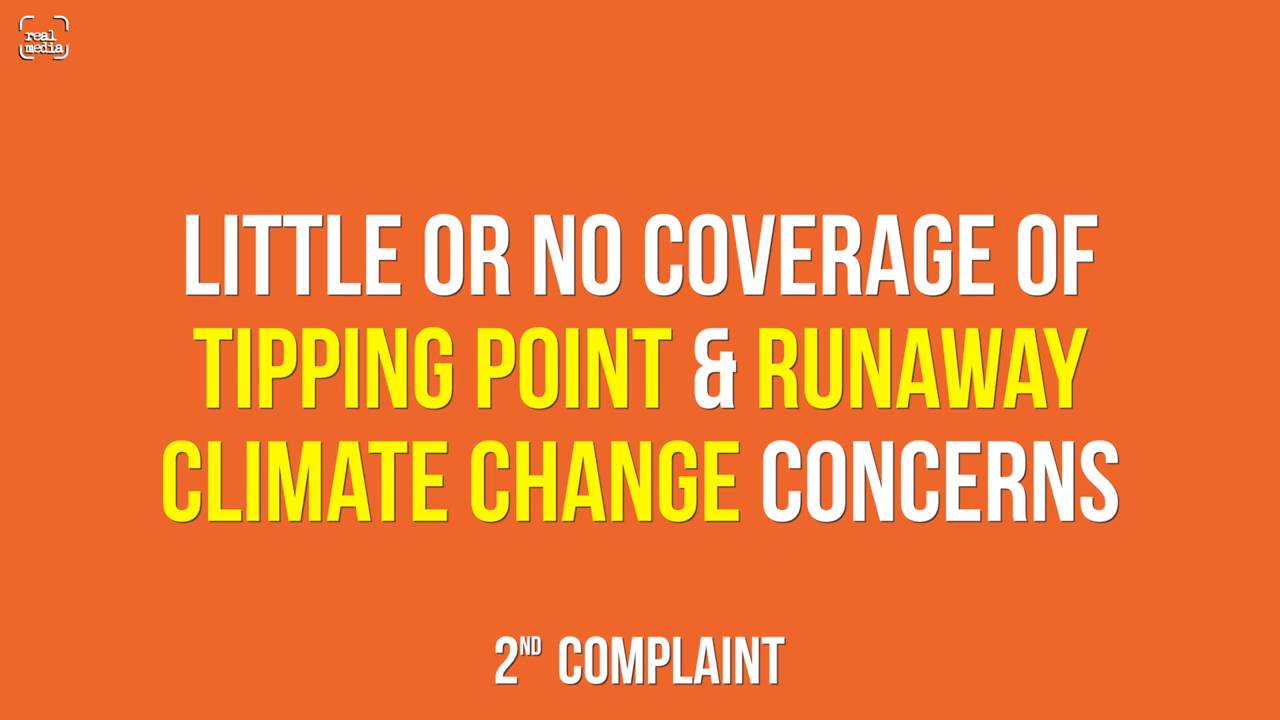 real
media
LITTLE OR NO COVERAGE OF
TIPPING POINT & RUNAWAY
CLIMATE CHANGE CONCERNS
2ND COMPLAINT